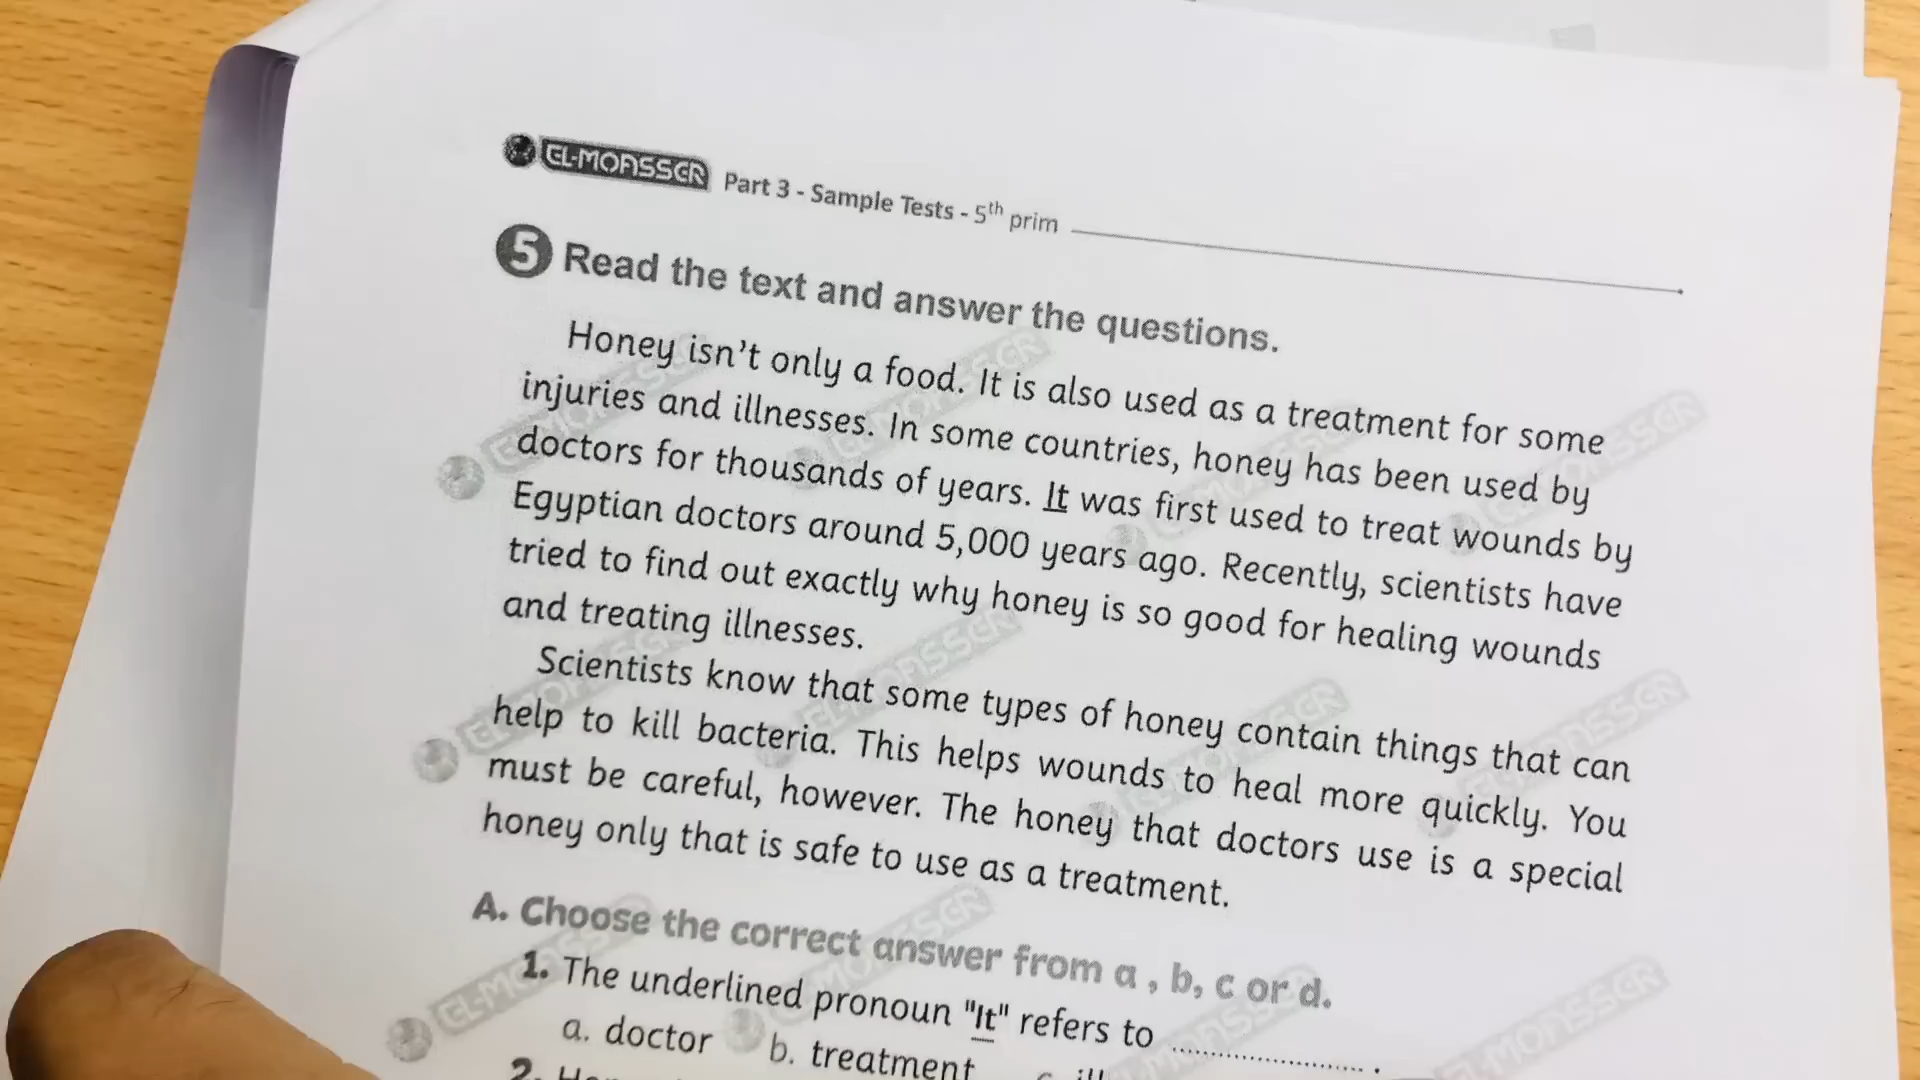 EL-MOASSER Part 3 - Sample Tests - 5th prim
5 Read the text and answer the questions.
Honey isn't only a food. It is also used as a treatment for some
injuries and illnesses. In some countries, honey has been used by
doctors for thousands of years. It was first used to treat wounds by
Egyptian doctors around 5,000 years ago. Recently, scientists have
tried to find out exactly why honey is so good for healing wounds
and treating illnesses.
Scientists know that some types of honey contain things that can
help to kill bacteria. This helps wounds to heal more quickly. You
must be careful, however. The honey that doctors use is a special
honey only that is safe to use as a treatment.
A. Choose the correct answer from a , b, c or d.
1. The underlined pronoun "It" refers to ......................
a. doctor b. treatment c.
2.